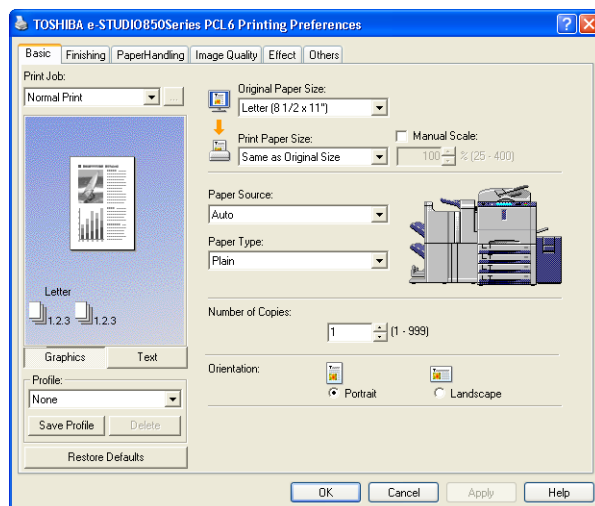 TOSHIBA e-STUDIO850Series PCL6 Printing Preferences
Basic Finishing PaperHandling Image Quality Effect Others
Print Job:
Normal Print
...
Letter
1.2.3 1.2.3
Graphics Text
Profile:
None
Save Profile Delete
Restore Defaults
Original Paper Size:
Letter (8 1/2 x 11")
Print Paper Size:
Same as Original Size
Manual Scale:
100 % (25 - 400)
Paper Source:
Auto
Paper Type:
Plain
Number of Copies:
1 (1 - 999)
Orientation:
Portrait Landscape
OK Cancel Apply Help